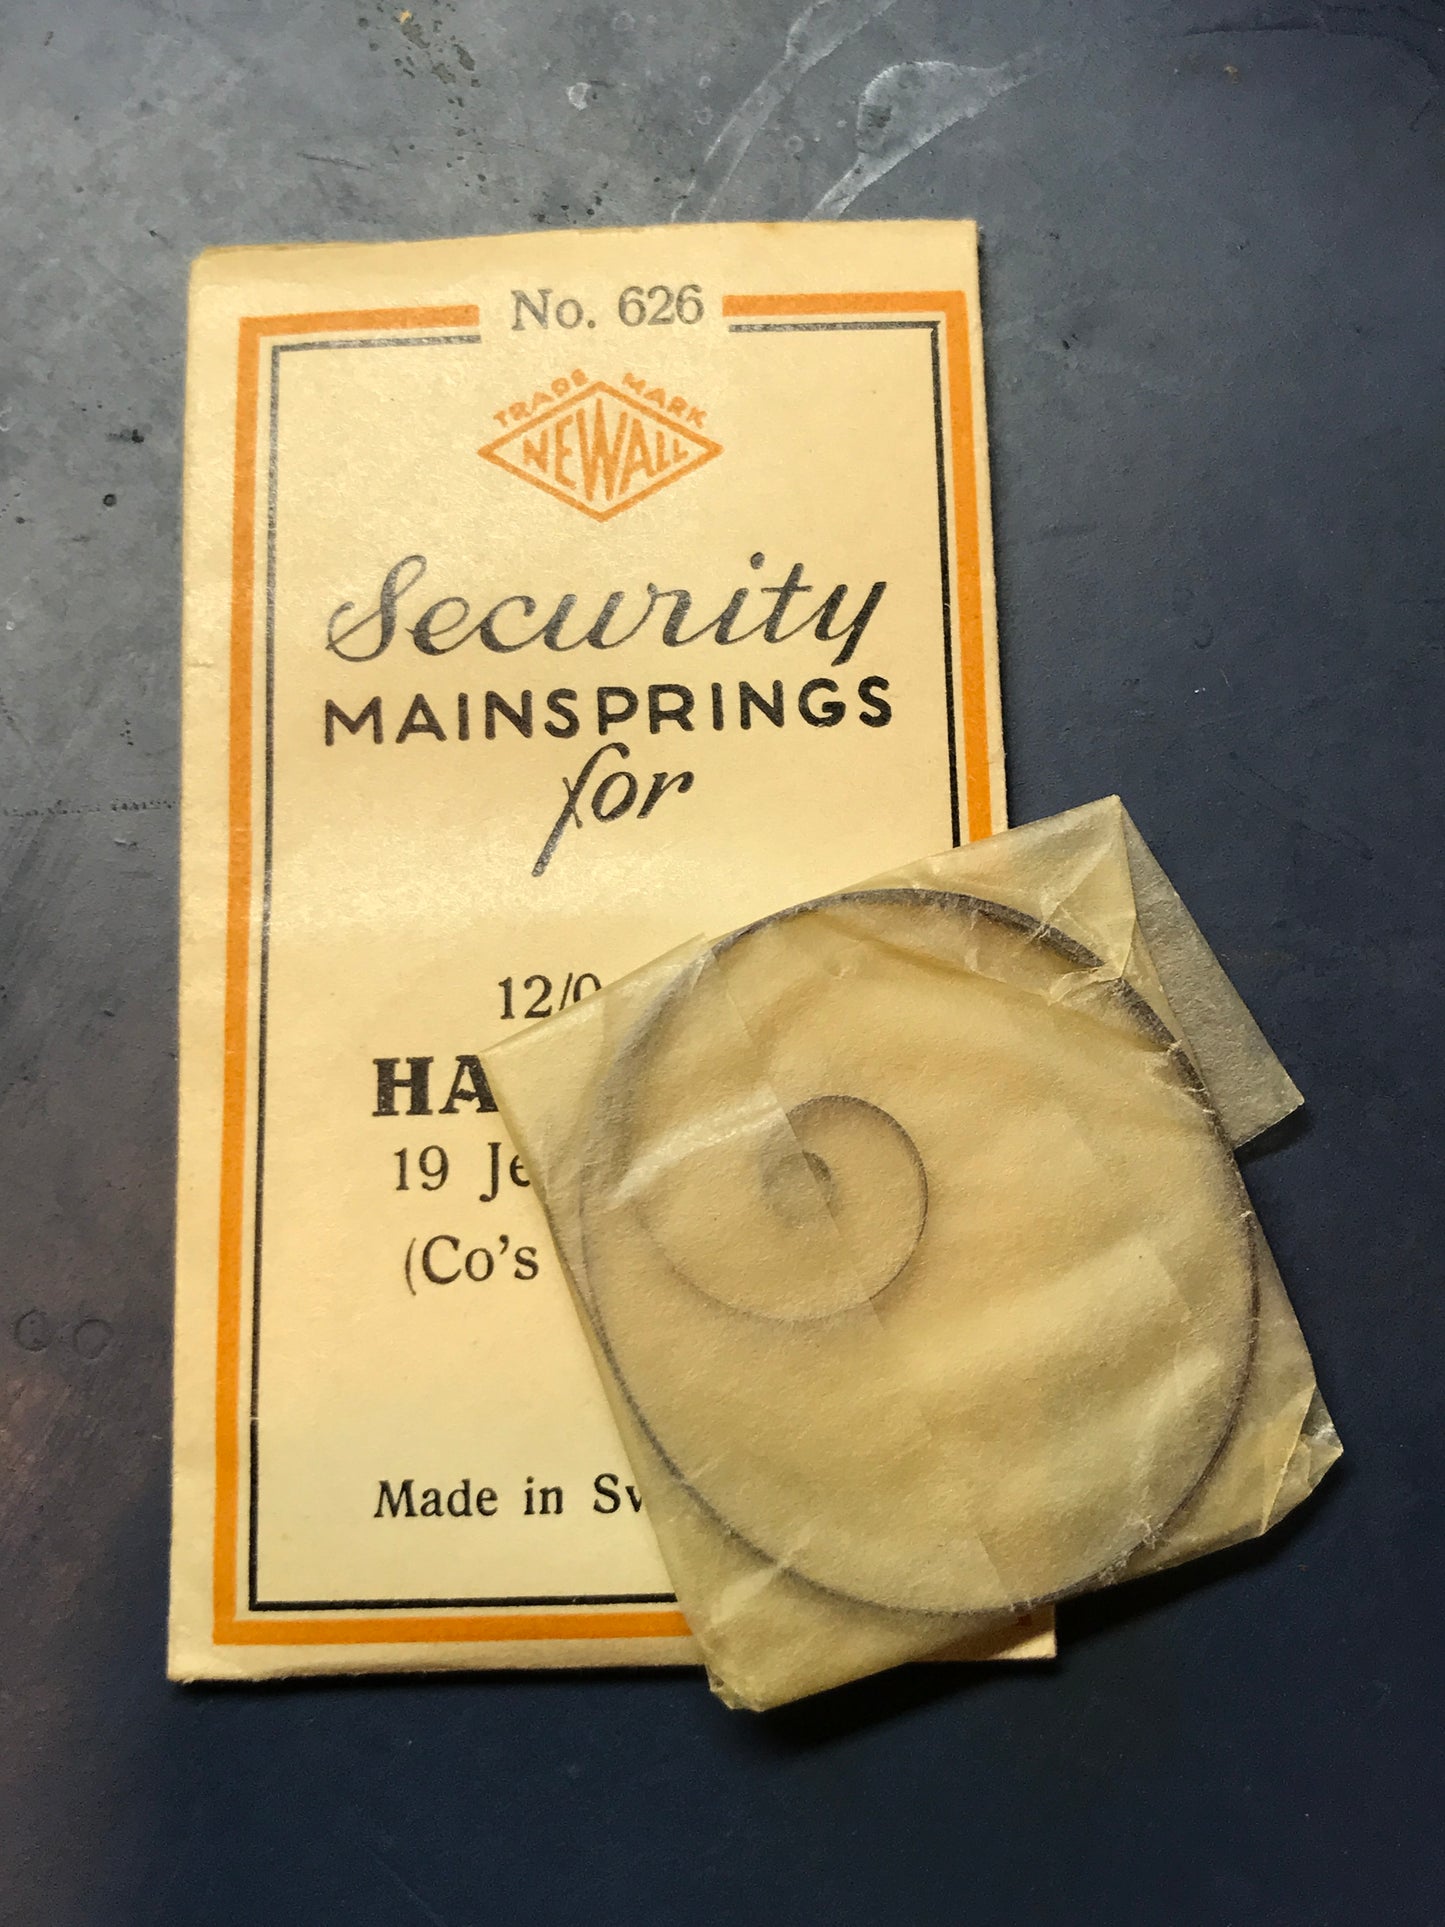 No. 626
TRADE MARK
NEWALL
Security
MAINSPRINGS
for
12/0
HA
19 Je
(Co's
Made in Sw